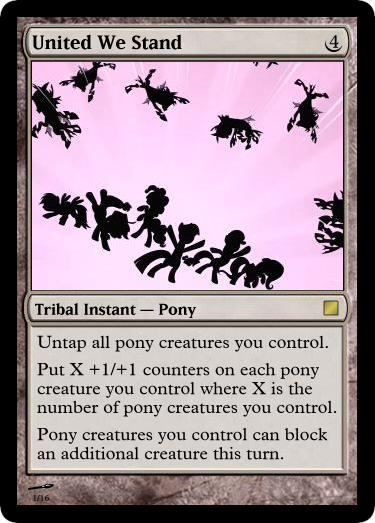 United We Stand 4
Tribal Instant — Pony
Untap all pony creatures you control.
Put X +1/+1 counters on each pony
creature you control where X is the
number of pony creatures you control.
Pony creatures you control can block
an additional creature this turn.
1/16